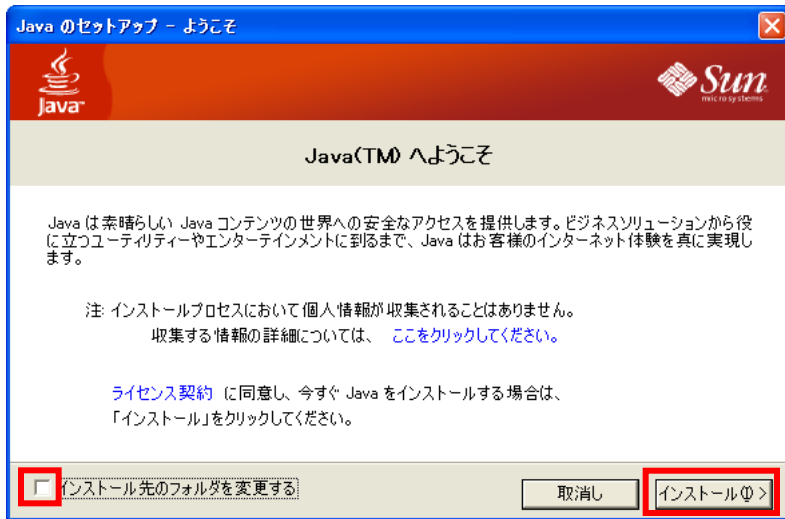 Java のセットアップ - ようこそ
Java™
Sun
microsystems
Java(TM) へようこそ
Java は素晴らしい Java コンテンツの世界への安全なアクセスを提供します。ビジネスソリューションから役
に立つユーティリティーやエンターテインメントに到るまで、Java はお客様のインターネット体験を真に実現し
ます。
注: インストールプロセスにおいて個人情報が収集されることはありません。
収集する情報の詳細については、 ここをクリックしてください。
ライセンス契約 に同意し、今すぐ Java をインストールする場合は、
「インストール」をクリックしてください。
インストール先のフォルダを変更する
取消し
インストール(I) >